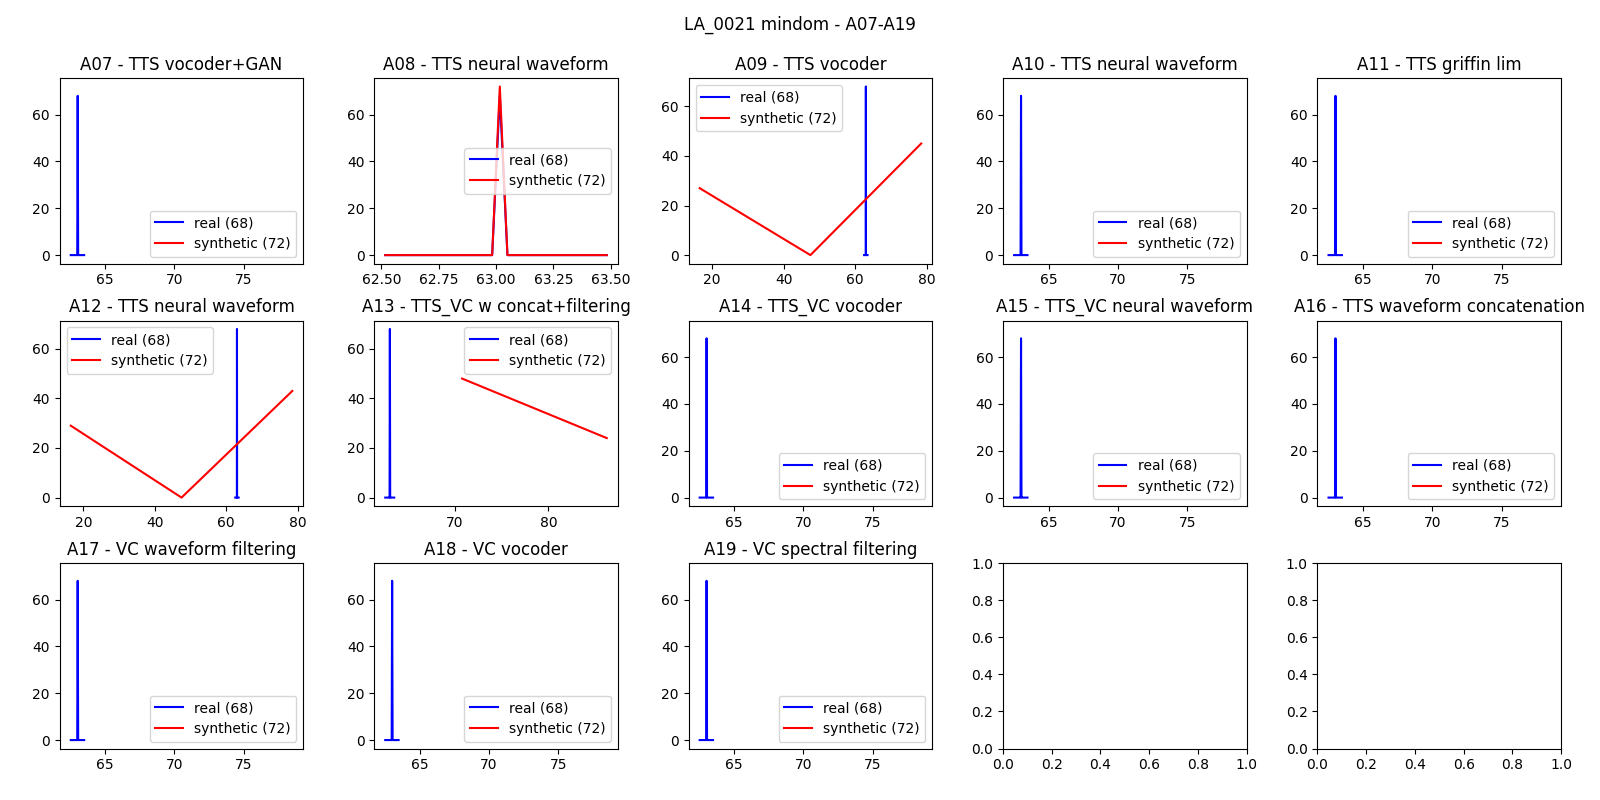 LA_0021 mindom - A07-A19
A07 - TTS vocoder+GAN
60
40
20
0
real (68)
synthetic (72)
65 70 75
A08 - TTS neural waveform
60
40
20
0
real (68)
synthetic (72)
62.50 62.75 63.00 63.25 63.50
A09 - TTS vocoder
60
40
20
0
real (68)
synthetic (72)
20 40 60 80
A10 - TTS neural waveform
60
40
20
0
real (68)
synthetic (72)
65 70 75
A11 - TTS griffin lim
60
40
20
0
real (68)
synthetic (72)
65 70 75
A12 - TTS neural waveform
60
40
20
0
real (68)
synthetic (72)
20 40 60 80
A13 - TTS_VC w concat+filtering
60
40
20
0
real (68)
synthetic (72)
70 80
A14 - TTS_VC vocoder
60
40
20
0
real (68)
synthetic (72)
65 70 75
A15 - TTS_VC neural waveform
60
40
20
0
real (68)
synthetic (72)
65 70 75
A16 - TTS waveform concatenation
60
40
20
0
real (68)
synthetic (72)
65 70 75
A17 - VC waveform filtering
60
40
20
0
real (68)
synthetic (72)
65 70 75
A18 - VC vocoder
60
40
20
0
real (68)
synthetic (72)
65 70 75
A19 - VC spectral filtering
60
40
20
0
real (68)
synthetic (72)
65 70 75
1.0
0.8
0.6
0.4
0.2
0.0
0.0 0.2 0.4 0.6 0.8 1.0
1.0
0.8
0.6
0.4
0.2
0.0
0.0 0.2 0.4 0.6 0.8 1.0